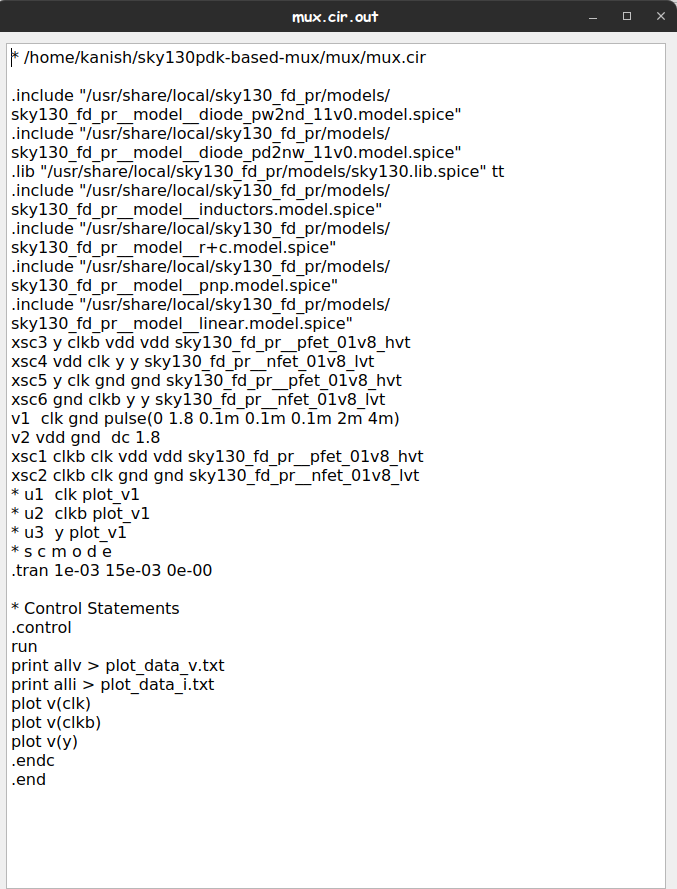 mux.cir.out
* /home/kanish/sky130pdk-based-mux/mux/mux.cir
.include "/usr/share/local/sky130_fd_pr/models/
sky130_fd_pr__model__diode_pw2nd_11v0.model.spice"
.include "/usr/share/local/sky130_fd_pr/models/
sky130_fd_pr__model__diode_pd2nw_11v0.model.spice"
.lib "/usr/share/local/sky130_fd_pr/models/sky130.lib.spice" tt
.include "/usr/share/local/sky130_fd_pr/models/
sky130_fd_pr__model__inductors.model.spice"
.include "/usr/share/local/sky130_fd_pr/models/
sky130_fd_pr__model__r+c.model.spice"
.include "/usr/share/local/sky130_fd_pr/models/
sky130_fd_pr__model__pnp.model.spice"
.include "/usr/share/local/sky130_fd_pr/models/
sky130_fd_pr__model__linear.model.spice"
xsc3 y clkb vdd vdd sky130_fd_pr__pfet_01v8_hvt
xsc4 vdd clk y y sky130_fd_pr__nfet_01v8_lvt
xsc5 y clk gnd gnd sky130_fd_pr__pfet_01v8_hvt
xsc6 gnd clkb y y sky130_fd_pr__nfet_01v8_lvt
v1  clk gnd pulse(0 1.8 0.1m 0.1m 0.1m 2m 4m)
v2 vdd gnd  dc 1.8
xsc1 clkb clk vdd vdd sky130_fd_pr__pfet_01v8_hvt
xsc2 clkb clk gnd gnd sky130_fd_pr__nfet_01v8_lvt
* u1  clk plot_v1
* u2  clkb plot_v1
* u3  y plot_v1
* s c m o d e
.tran 1e-03 15e-03 0e-00
* Control Statements
.control
run
print allv > plot_data_v.txt
print alli > plot_data_i.txt
plot v(clk)
plot v(clkb)
plot v(y)
.endc
.end